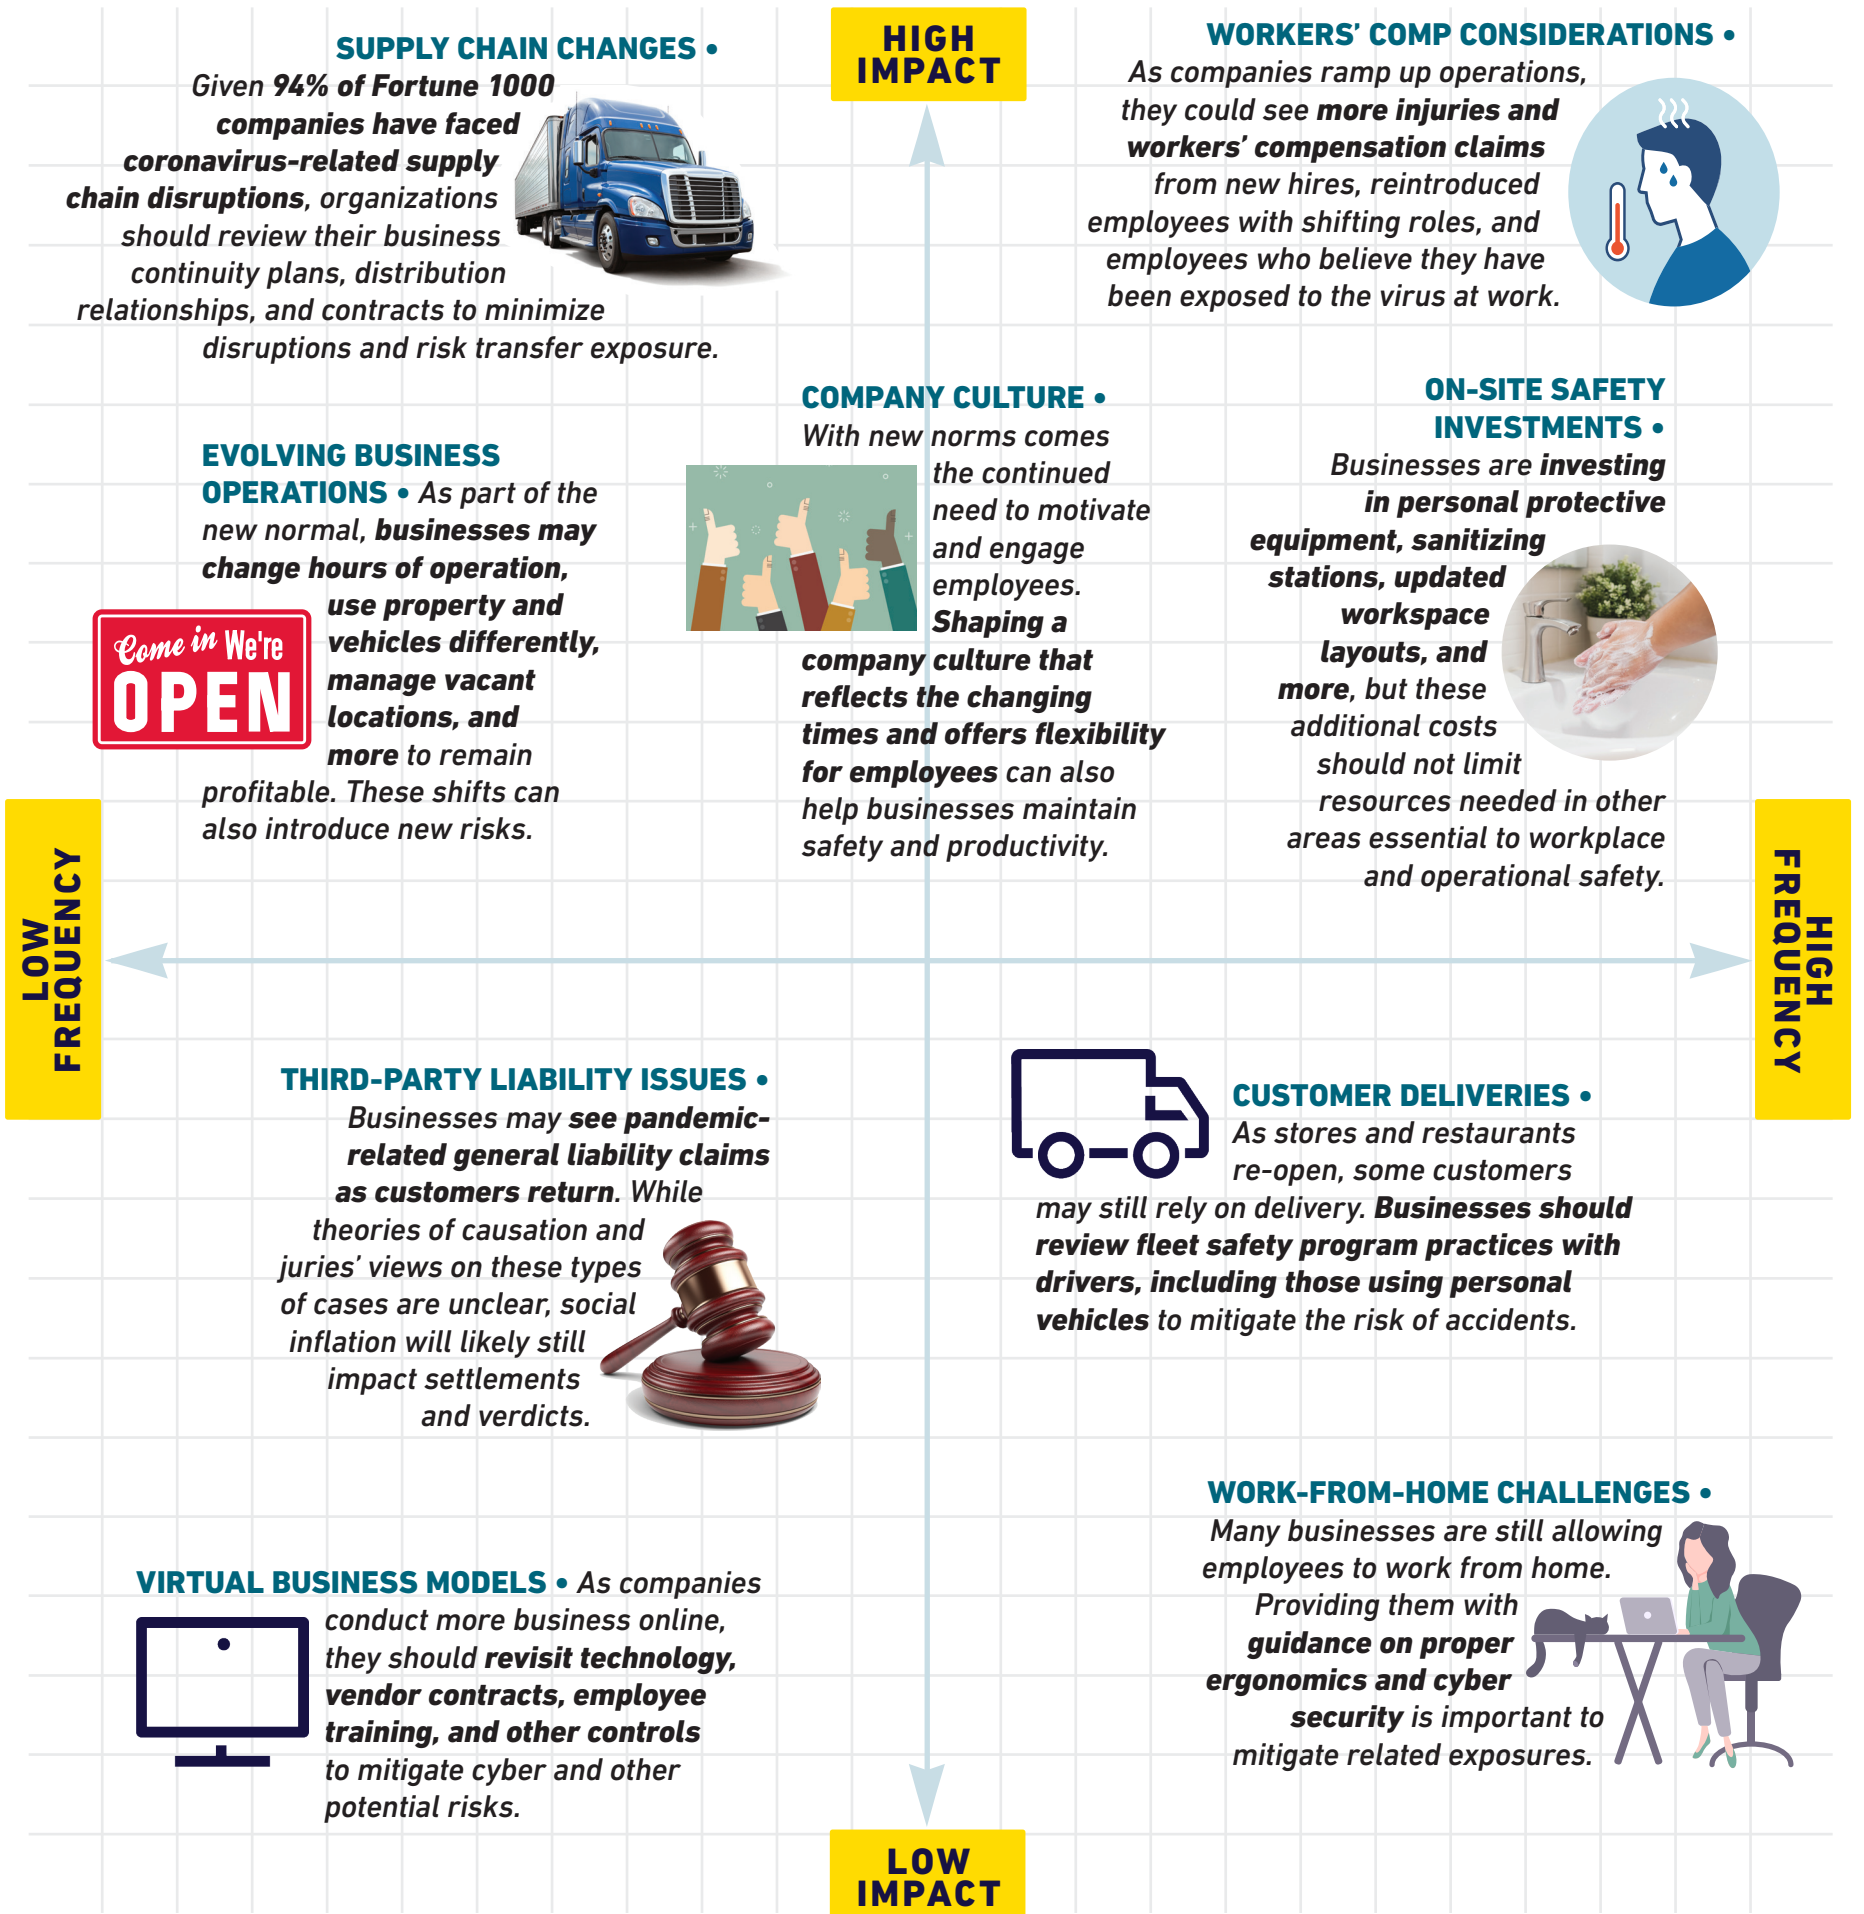 SUPPLY CHAIN CHANGES •
Given 94% of Fortune 1000
companies have faced
coronavirus-related supply
chain disruptions, organizations
should review their business
continuity plans, distribution
relationships, and contracts to minimize
disruptions and risk transfer exposure.
HIGH
IMPACT
WORKERS' COMP CONSIDERATIONS •
As companies ramp up operations,
they could see more injuries and
workers' compensation claims
from new hires, reintroduced
employees with shifting roles, and
employees who believe they have
been exposed to the virus at work.
EVOLVING BUSINESS
OPERATIONS • As part of the
new normal, businesses may
change hours of operation,
use property and
vehicles differently,
manage vacant
locations, and
more to remain
profitable. These shifts can
also introduce new risks.
Come in We're
OPEN
COMPANY CULTURE •
With new norms comes
the continued
need to motivate
and engage
employees.
Shaping a
company culture that
reflects the changing
times and offers flexibility
for employees can also
help businesses maintain
safety and productivity.
ON-SITE SAFETY
INVESTMENTS •
Businesses are investing
in personal protective
equipment, sanitizing
stations, updated
workspace
layouts, and
more, but these
additional costs
should not limit
resources needed in other
areas essential to workplace
and operational safety.
LOW
FREQUENCY
HIGH
FREQUENCY
THIRD-PARTY LIABILITY ISSUES •
Businesses may see pandemic-
related general liability claims
as customers return. While
theories of causation and
juries' views on these types
of cases are unclear, social
inflation will likely still
impact settlements
and verdicts.
CUSTOMER DELIVERIES •
As stores and restaurants
re-open, some customers
may still rely on delivery. Businesses should
review fleet safety program practices with
drivers, including those using personal
vehicles to mitigate the risk of accidents.
VIRTUAL BUSINESS MODELS • As companies
conduct more business online,
they should revisit technology,
vendor contracts, employee
training, and other controls
to mitigate cyber and other
potential risks.
WORK-FROM-HOME CHALLENGES •
Many businesses are still allowing
employees to work from home.
Providing them with
guidance on proper
ergonomics and cyber
security is important to
mitigate related exposures.
LOW
IMPACT